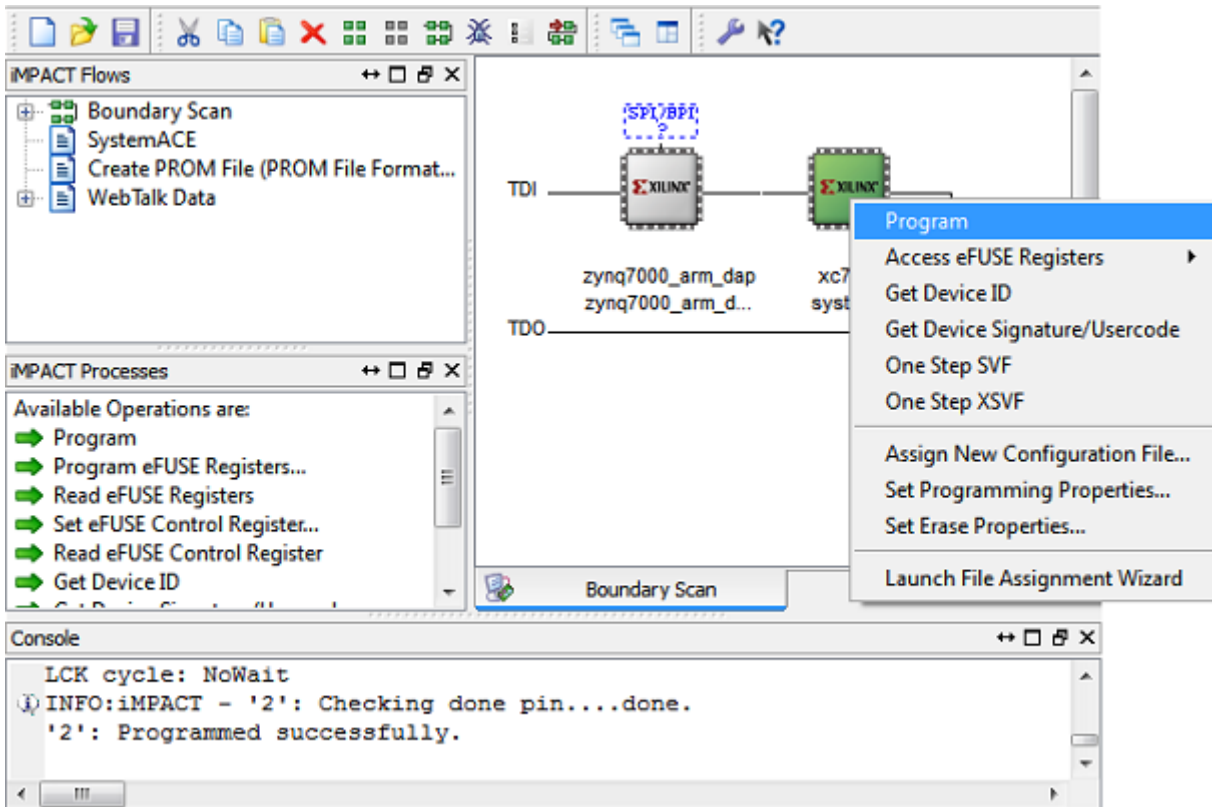 iMPACT Flows
Boundary Scan
SystemACE
Create PROM File (PROM File Format...
WebTalk Data
SPI/BPI
?
TDI
XILINX
XILINX
zynq7000_arm_dap
xc7
zynq7000_arm_d...
syst
TDO
Program
Access eFUSE Registers
Get Device ID
Get Device Signature/Usercode
One Step SVF
One Step XSVF
Assign New Configuration File...
Set Programming Properties...
Set Erase Properties...
Launch File Assignment Wizard
iMPACT Processes
Available Operations are:
Program
Program eFUSE Registers...
Read eFUSE Registers
Set eFUSE Control Register...
Read eFUSE Control Register
Get Device ID
Boundary Scan
Console
LCK cycle: NoWait
INFO:iMPACT - '2': Checking done pin....done.
'2': Programmed successfully.